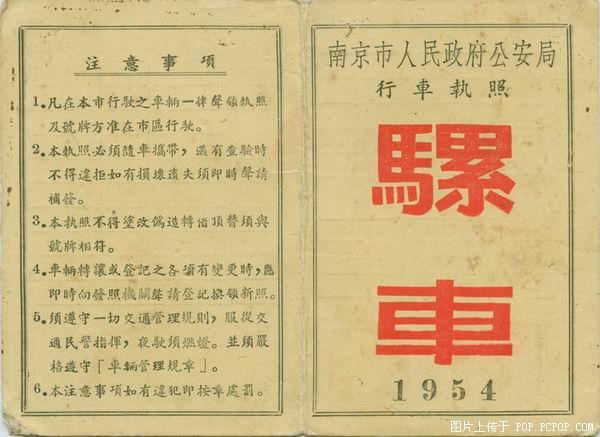 注意事項
1.凡在本市行駛之車輛一律聲領執照
及號牌方准在市區行駛。
2.本執照必須隨車攜帶，遇有查驗時
不得違拒如有損壞遺失須即時聲請
補發。
3.本執照不得塗改僞造轉借頂替須與
號牌相符。
4.車輛轉讓或登記之各項有變更時，應
即時向發照機關聲請登記換領新照。
5.須遵守一切交通管理規則，服從交
通民警指揮，夜駛須燃燈。並須嚴
格遵守「車輛管理規章」。
6.本注意事項如有違犯即按章處罰。
南京市人民政府公安局
行車執照
騾
車
1954
图片上传于 POP.PCPOP.COM